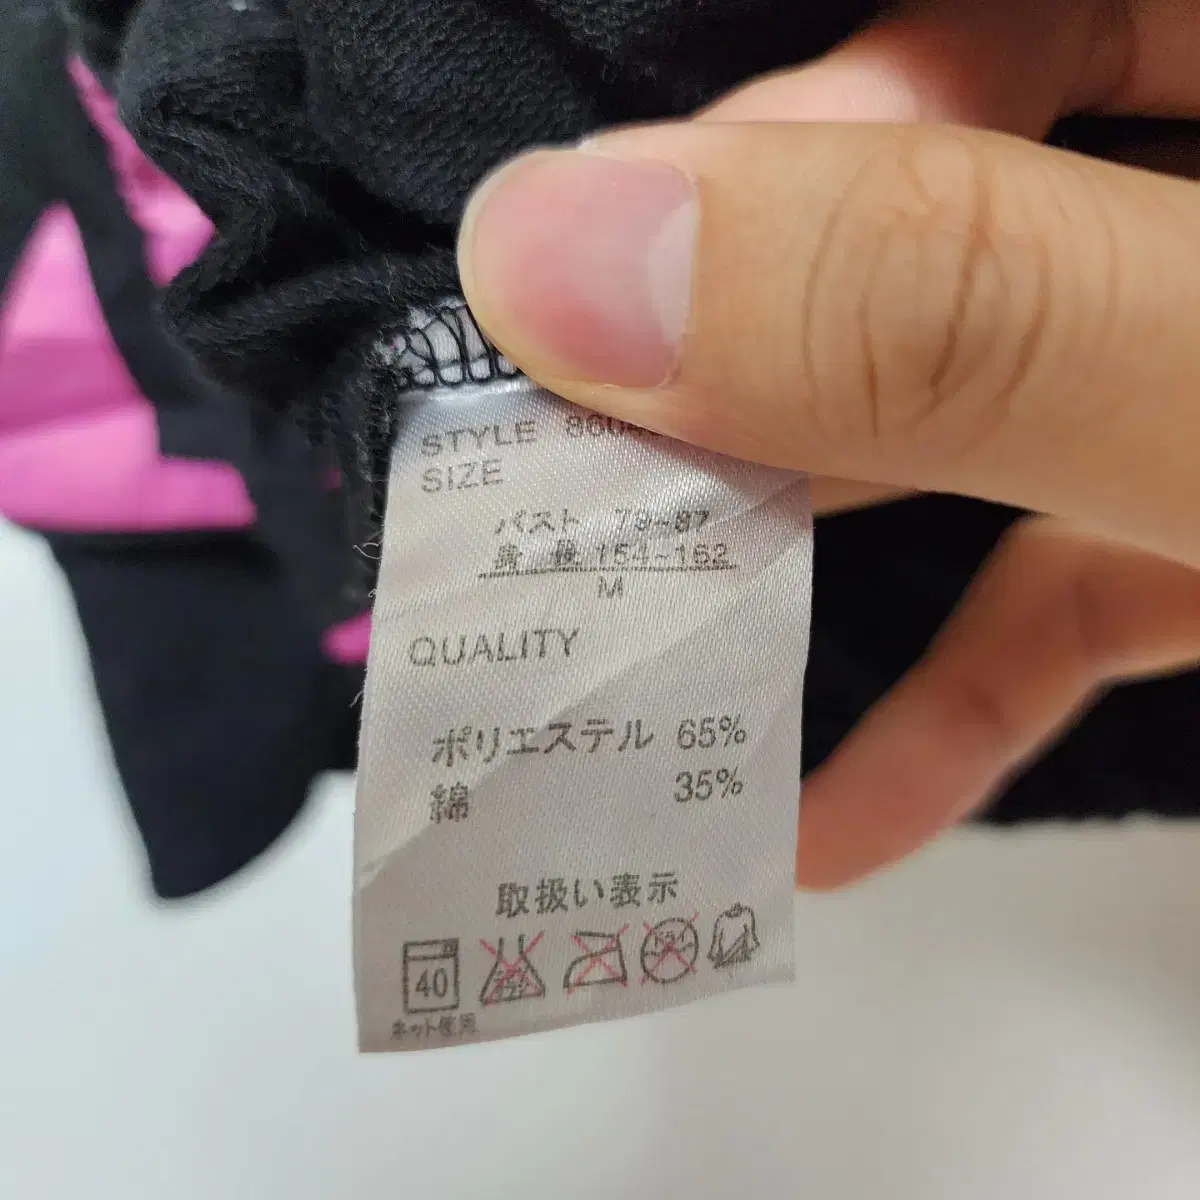 STYLE 8604
SIZE
バスト 79~87
身 長 154~162
M
QUALITY
ポリエステル 65%
綿 35%
取扱い表示
40
ネット使用